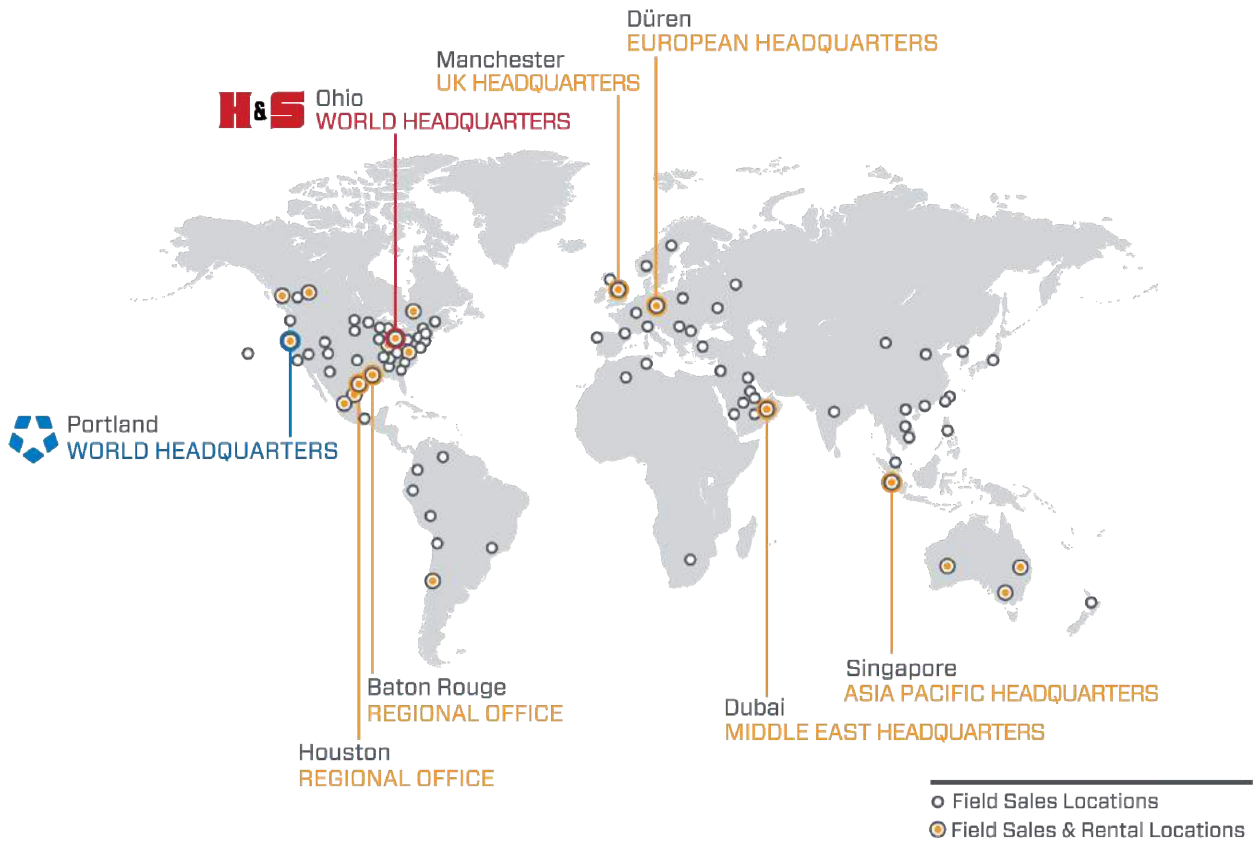 Düren
EUROPEAN HEADQUARTERS
Manchester
UK HEADQUARTERS
H&S
Ohio
WORLD HEADQUARTERS
Portland
WORLD HEADQUARTERS
Baton Rouge
REGIONAL OFFICE
Houston
REGIONAL OFFICE
Singapore
ASIA PACIFIC HEADQUARTERS
Dubai
MIDDLE EAST HEADQUARTERS
Field Sales Locations
Field Sales & Rental Locations